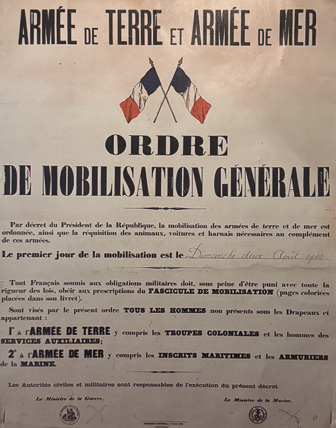 ARMÉE DE TERRE ET ARMÉE DE MER
ORDRE
DE MOBILISATION GÉNÉRALE
Par décret du Président de la République, la mobilisation des armées de terre et de mer est
ordonnée, ainsi que la réquisition des animaux, voitures et harnais nécessaires au complément
de ces armées.
Le premier jour de la mobilisation est le Dimanche deux Août
Tout Français soumis aux obligations militaires doit, sous peine d'être puni avec toute la
rigueur des lois, obéir aux prescriptions du FASCICULE DE MOBILISATION (pages coloriées
placées dans son livret).
Sont visés par le présent ordre TOUS LES HOMMES non présents sous les Drapeaux et
appartenant :
1° à l'ARMÉE DE TERRE y compris les TROUPES COLONIALES et les hommes des
SERVICES AUXILIAIRES;
2° à l'ARMÉE DE MER y compris les INSCRITS MARITIMES et les ARMURIERS
de la MARINE.
Les Autorités civiles et militaires sont responsables de l'exécution du présent décret.
Le Ministre de la Guerre, Le Ministre de la Marine,